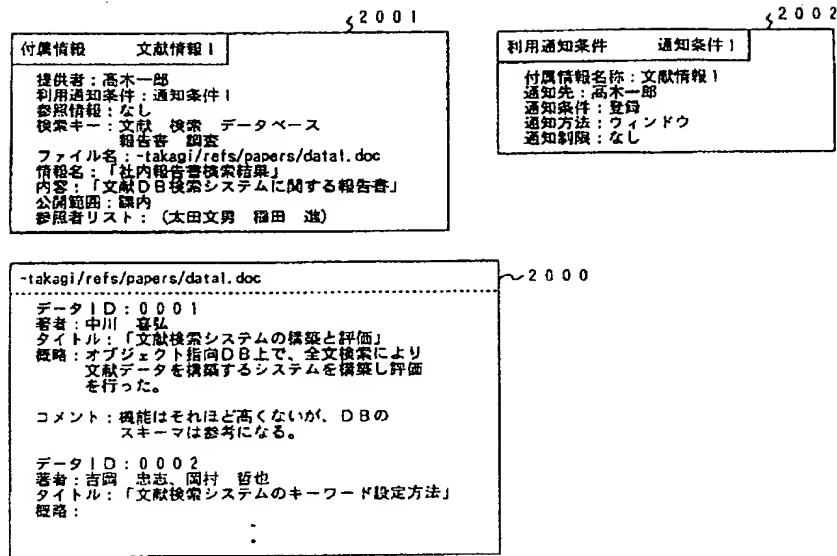 2001
付属情報 文献情報1
提供者：高木一郎
利用通知条件：通知条件1
参照情報：なし
検索キー：文献 検索 データベース
報告書 調査
ファイル名：~takagi/refs/papers/data1.doc
情報名：「社内報告書検索結果」
内容：「文献DB検索システムに関する報告書」
公開範囲：課内
参照者リスト：（太田文男 稲田 進）
2002
利用通知条件 通知条件1
付属情報名称：文献情報1
通知先：高木一郎
通知条件：登録
通知方法：ウィンドウ
通知制限：なし
~takagi/refs/papers/data1.doc
2000
データID：0001
著者：中川 喜弘
タイトル：「文献検索システムの構築と評価」
概略：オブジェクト指向DB上で、全文検索により
文献データを構築するシステムを構築し評価
を行った。
コメント：機能はそれほど高くないが、DBの
スキーマは参考になる。
データID：0002
著者：吉岡 忠志、岡村 哲也
タイトル：「文献検索システムのキーワード設定方法」
概略：